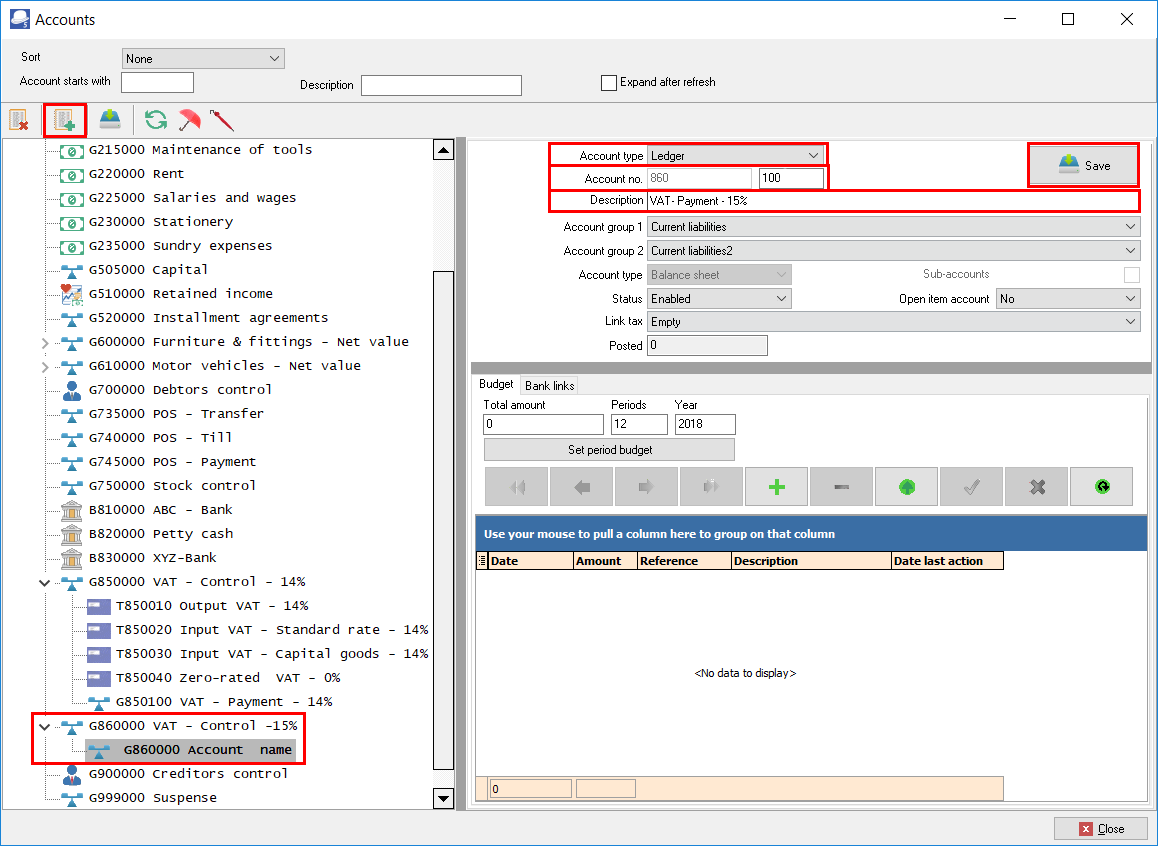 Accounts
Sort
None
Account starts with
Description
Expand after refresh
G215000 Maintenance of tools
G220000 Rent
G225000 Salaries and wages
G230000 Stationery
G235000 Sundry expenses
G505000 Capital
G510000 Retained income
G520000 Installment agreements
G600000 Furniture & fittings - Net value
G610000 Motor vehicles - Net value
G700000 Debtors control
G735000 POS - Transfer
G740000 POS - Till
G745000 POS - Payment
G750000 Stock control
B810000 ABC - Bank
B820000 Petty cash
B830000 XYZ-Bank
G850000 VAT - Control - 14%
T850010 Output VAT - 14%
T850020 Input VAT - Standard rate - 14%
T850030 Input VAT - Capital goods - 14%
T850040 Zero-rated  VAT - 0%
G850100 VAT - Payment - 14%
G860000 VAT - Control -15%
G860000 Account  name
G900000 Creditors control
G999000 Suspense
Account type Ledger
Save
Account no. 860 100
Description VAT- Payment - 15%
Account group 1 Current liabilities
Account group 2 Current liabilities2
Account type Balance sheet Sub-accounts
Status Enabled Open item account No
Link tax Empty
Posted 0
Budget Bank links
Total amount Periods Year
0 12 2018
Set period budget
Use your mouse to pull a column here to group on that column
Date Amount Reference Description Date last action
<No data to display>
0
Close